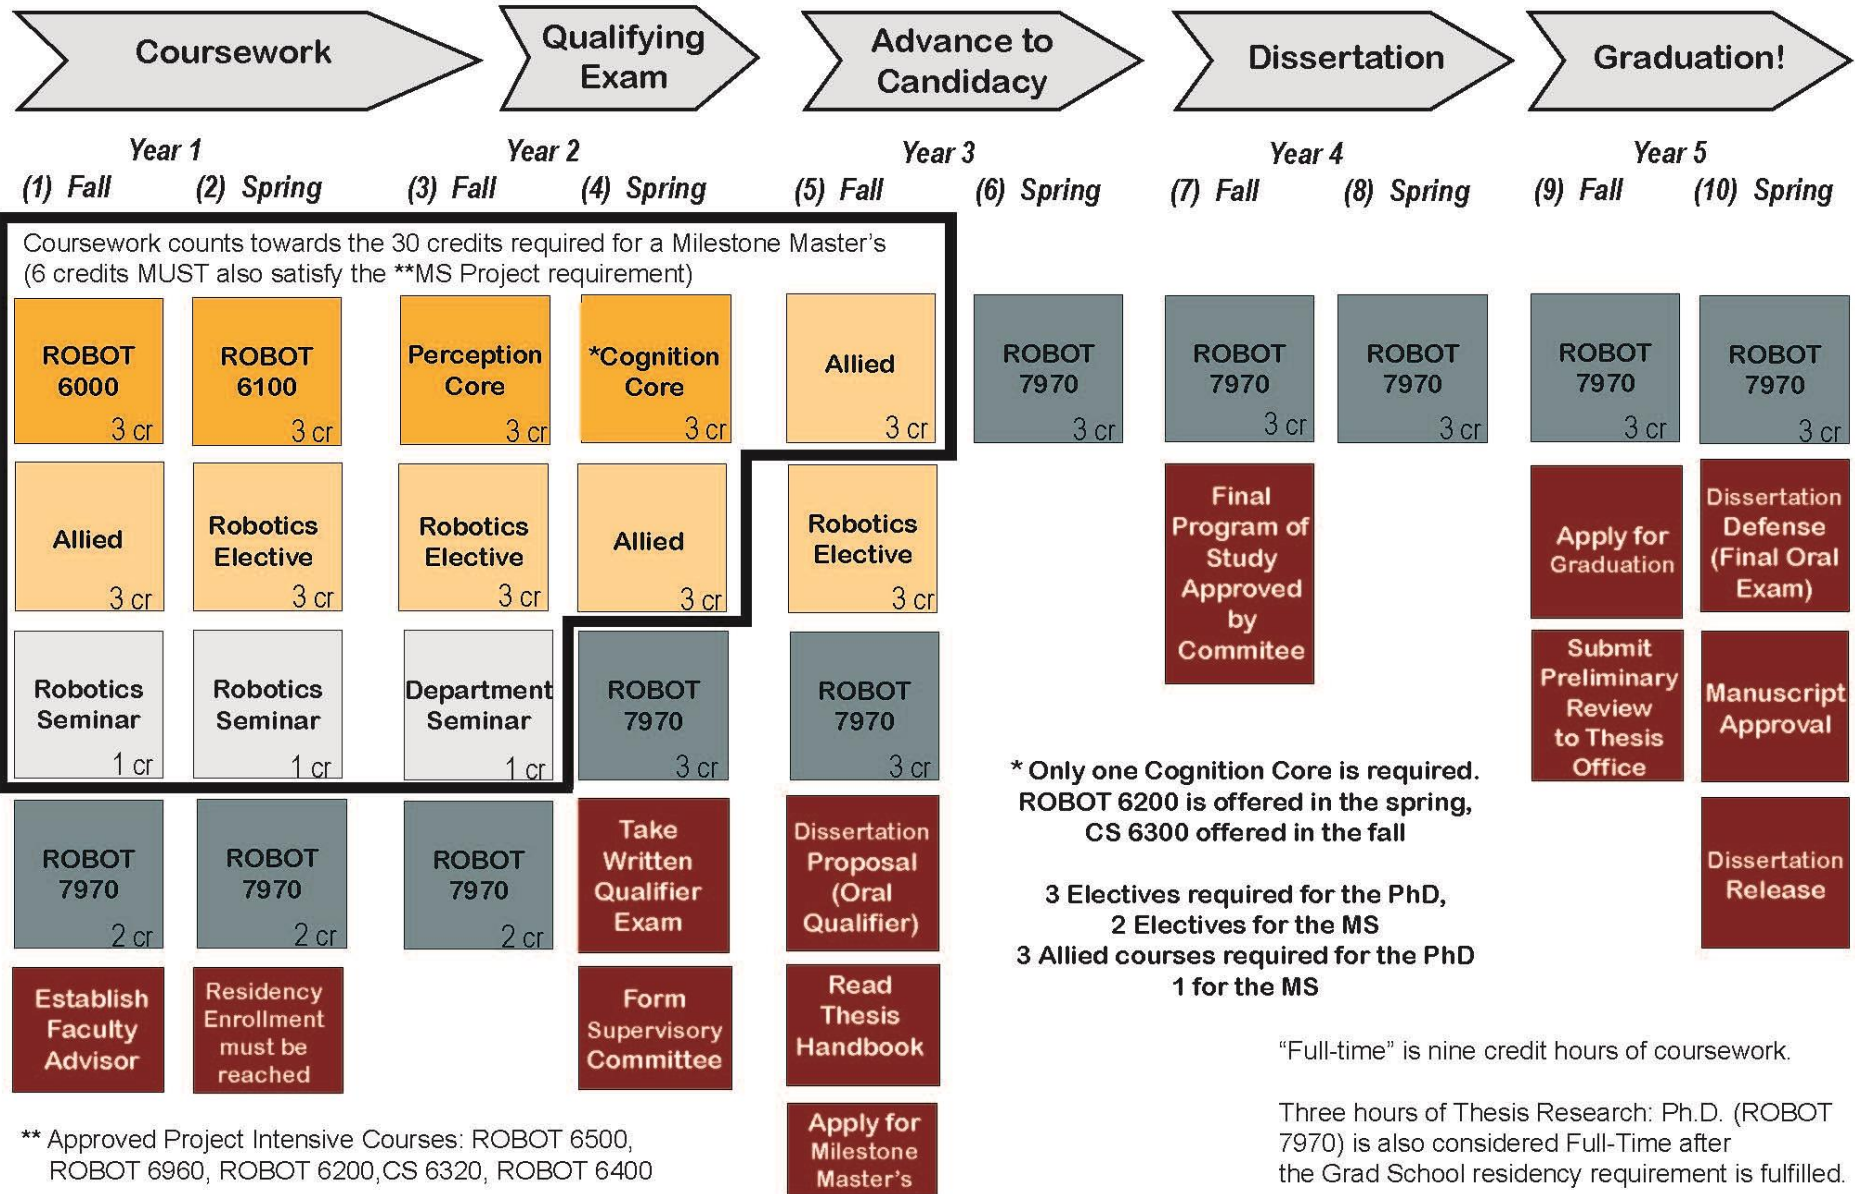 Coursework
Qualifying
Exam
Advance to
Candidacy
Dissertation
Graduation!
Year 1
Year 2
Year 3
Year 4
Year 5
(1) Fall
(2) Spring
(3) Fall
(4) Spring
(5) Fall
(6) Spring
(7) Fall
(8) Spring
(9) Fall
(10) Spring
Coursework counts towards the 30 credits required for a Milestone Master's
(6 credits MUST also satisfy the **MS Project requirement)
ROBOT
6000
3 cr
ROBOT
6100
3 cr
Perception
Core
3 cr
*Cognition
Core
3 cr
Allied
3 cr
ROBOT
7970
3 cr
ROBOT
7970
3 cr
ROBOT
7970
3 cr
ROBOT
7970
3 cr
ROBOT
7970
3 cr
Allied
3 cr
Robotics
Elective
3 cr
Robotics
Elective
3 cr
Allied
3 cr
Robotics
Elective
3 cr
Final
Program of
Study
Approved
by
Commitee
Apply for
Graduation
Dissertation
Defense
(Final Oral
Exam)
Robotics
Seminar
1 cr
Robotics
Seminar
1 cr
Department
Seminar
1 cr
ROBOT
7970
3 cr
ROBOT
7970
3 cr
Submit
Preliminary
Review
to Thesis
Office
Manuscript
Approval
ROBOT
7970
2 cr
ROBOT
7970
2 cr
ROBOT
7970
2 cr
Take
Written
Qualifier
Exam
Dissertation
Proposal
(Oral
Qualifier)
* Only one Cognition Core is required.
ROBOT 6200 is offered in the spring,
CS 6300 offered in the fall
3 Electives required for the PhD,
2 Electives for the MS
3 Allied courses required for the PhD
1 for the MS
Dissertation
Release
Establish
Faculty
Advisor
Residency
Enrollment
must be
reached
Form
Supervisory
Committee
Read
Thesis
Handbook
Apply for
Milestone
Master's
"Full-time" is nine credit hours of coursework.
Three hours of Thesis Research: Ph.D. (ROBOT
7970) is also considered Full-Time after
the Grad School residency requirement is fulfilled.
** Approved Project Intensive Courses: ROBOT 6500,
ROBOT 6960, ROBOT 6200,CS 6320, ROBOT 6400